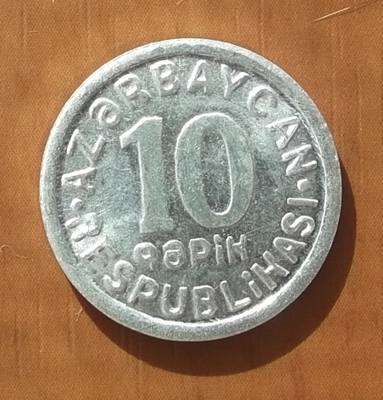 AZƏRBAYCAN
10
QƏPİK
RESPUBLİKASI